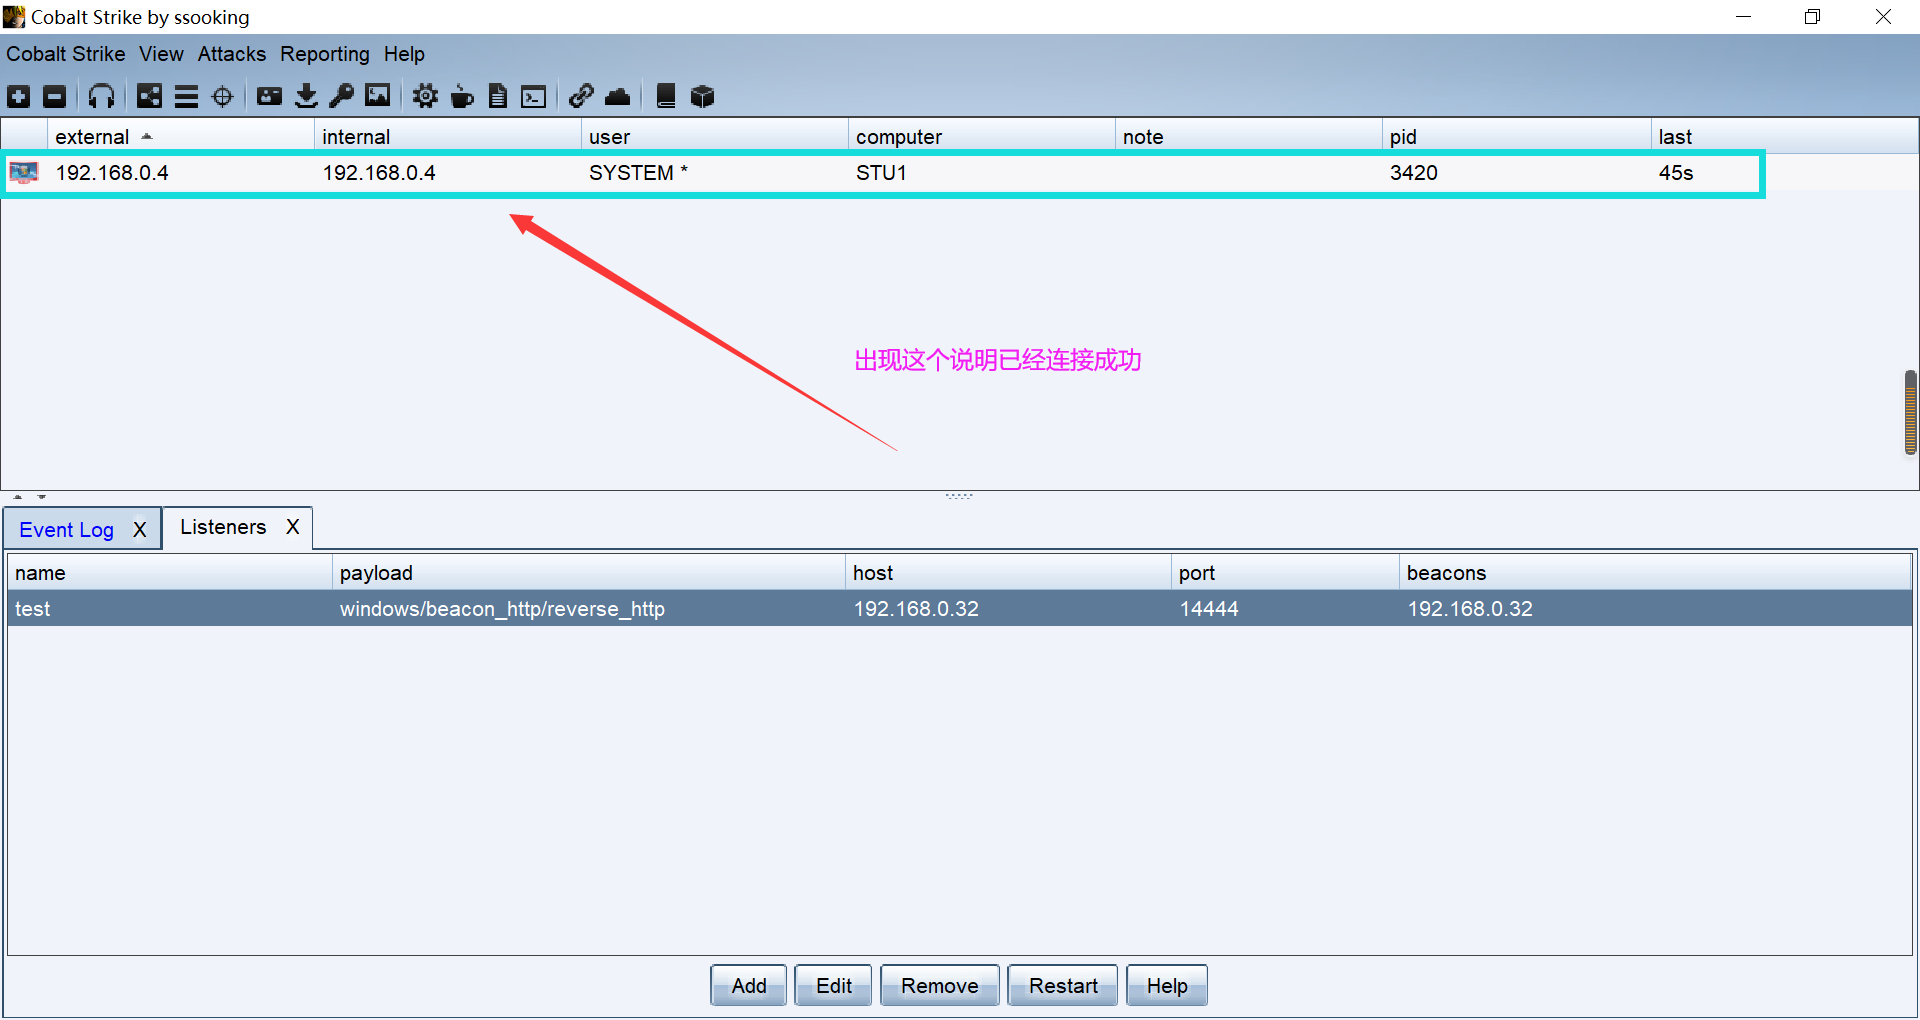 Cobalt Strike by ssooking
Cobalt Strike View Attacks Reporting Help
external internal user computer note pid last
192.168.0.4 192.168.0.4 SYSTEM * STU1 3420 45s
出现这个说明已经连接成功
Event Log X Listeners X
name payload host port beacons
test windows/beacon_http/reverse_http 192.168.0.32 14444 192.168.0.32
Add Edit Remove Restart Help